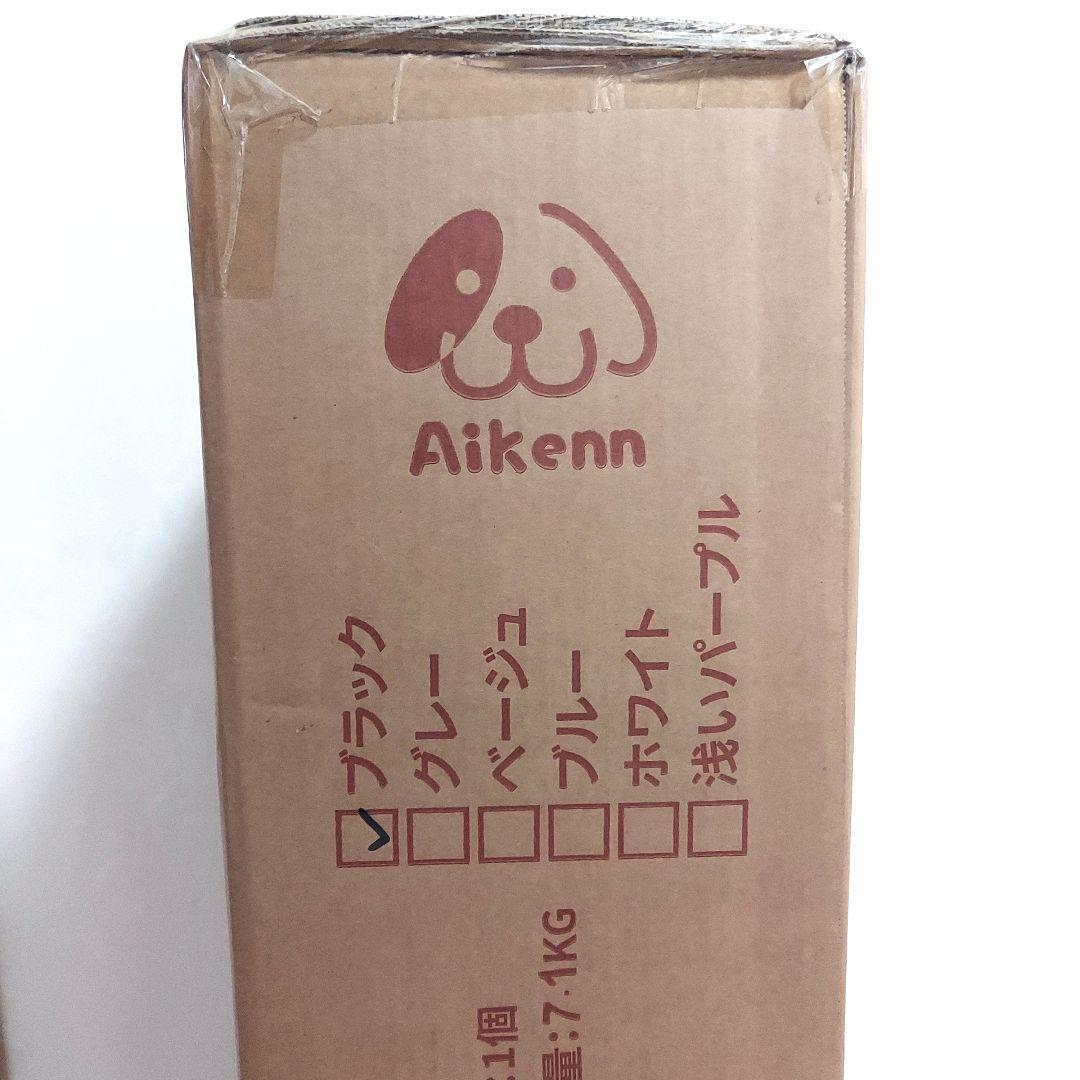 Aikenn
ブラック
グレー
ベージュ
ブルー
ホワイト
浅いパープル
:1個
量:7.1KG